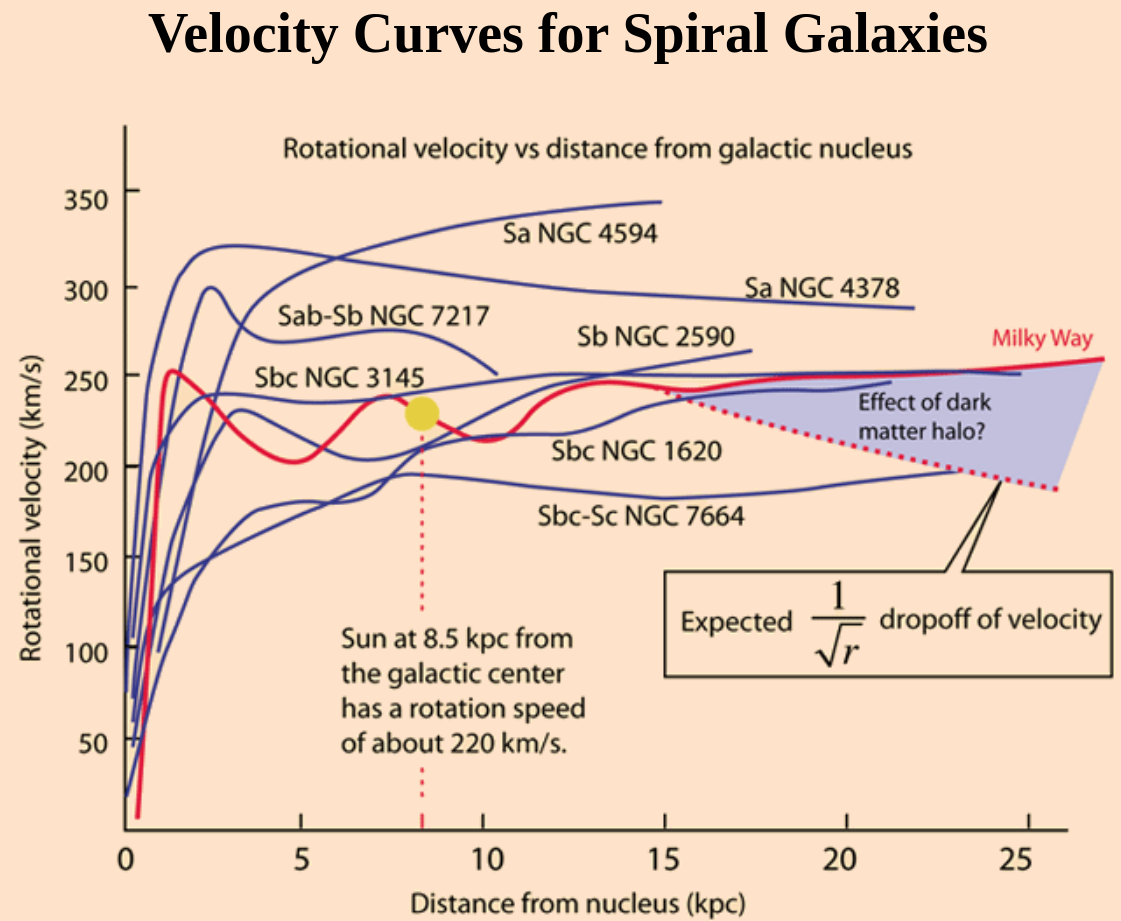 Velocity Curves for Spiral Galaxies
Rotational velocity vs distance from galactic nucleus
350
Sa NGC 4594
300
Sa NGC 4378
Sab-Sb NGC 7217
Sb NGC 2590
Milky Way
250
Sbc NGC 3145
Effect of dark
matter halo?
Sbc NGC 1620
200
Sbc-Sc NGC 7664
150
Expected 1/√r dropoff of velocity
100
Sun at 8.5 kpc from
the galactic center
has a rotation speed
of about 220 km/s.
50
Rotational velocity (km/s)
0 5 10 15 20 25
Distance from nucleus (kpc)